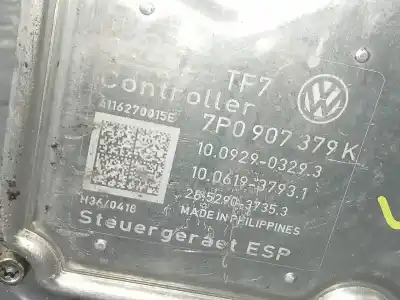 TF7
Controller
4116270015E
7P0 907 379 K
10.0929-0329.3
10.0619-3793.1
28.5290-3735.3
MADE IN PHILIPPINES
H36/0418
Steuergeraet ESP